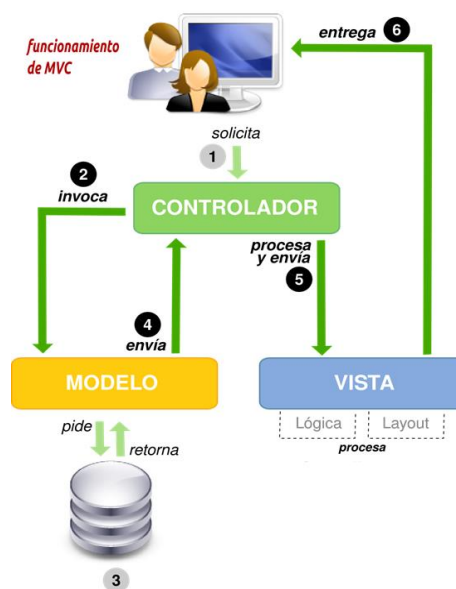 funcionamiento
de MVC
entrega 6
solicita
1
2
invoca
CONTROLADOR
procesa
y envía
5
4
envía
MODELO
VISTA
Lógica
Layout
procesa
pide
retorna
3